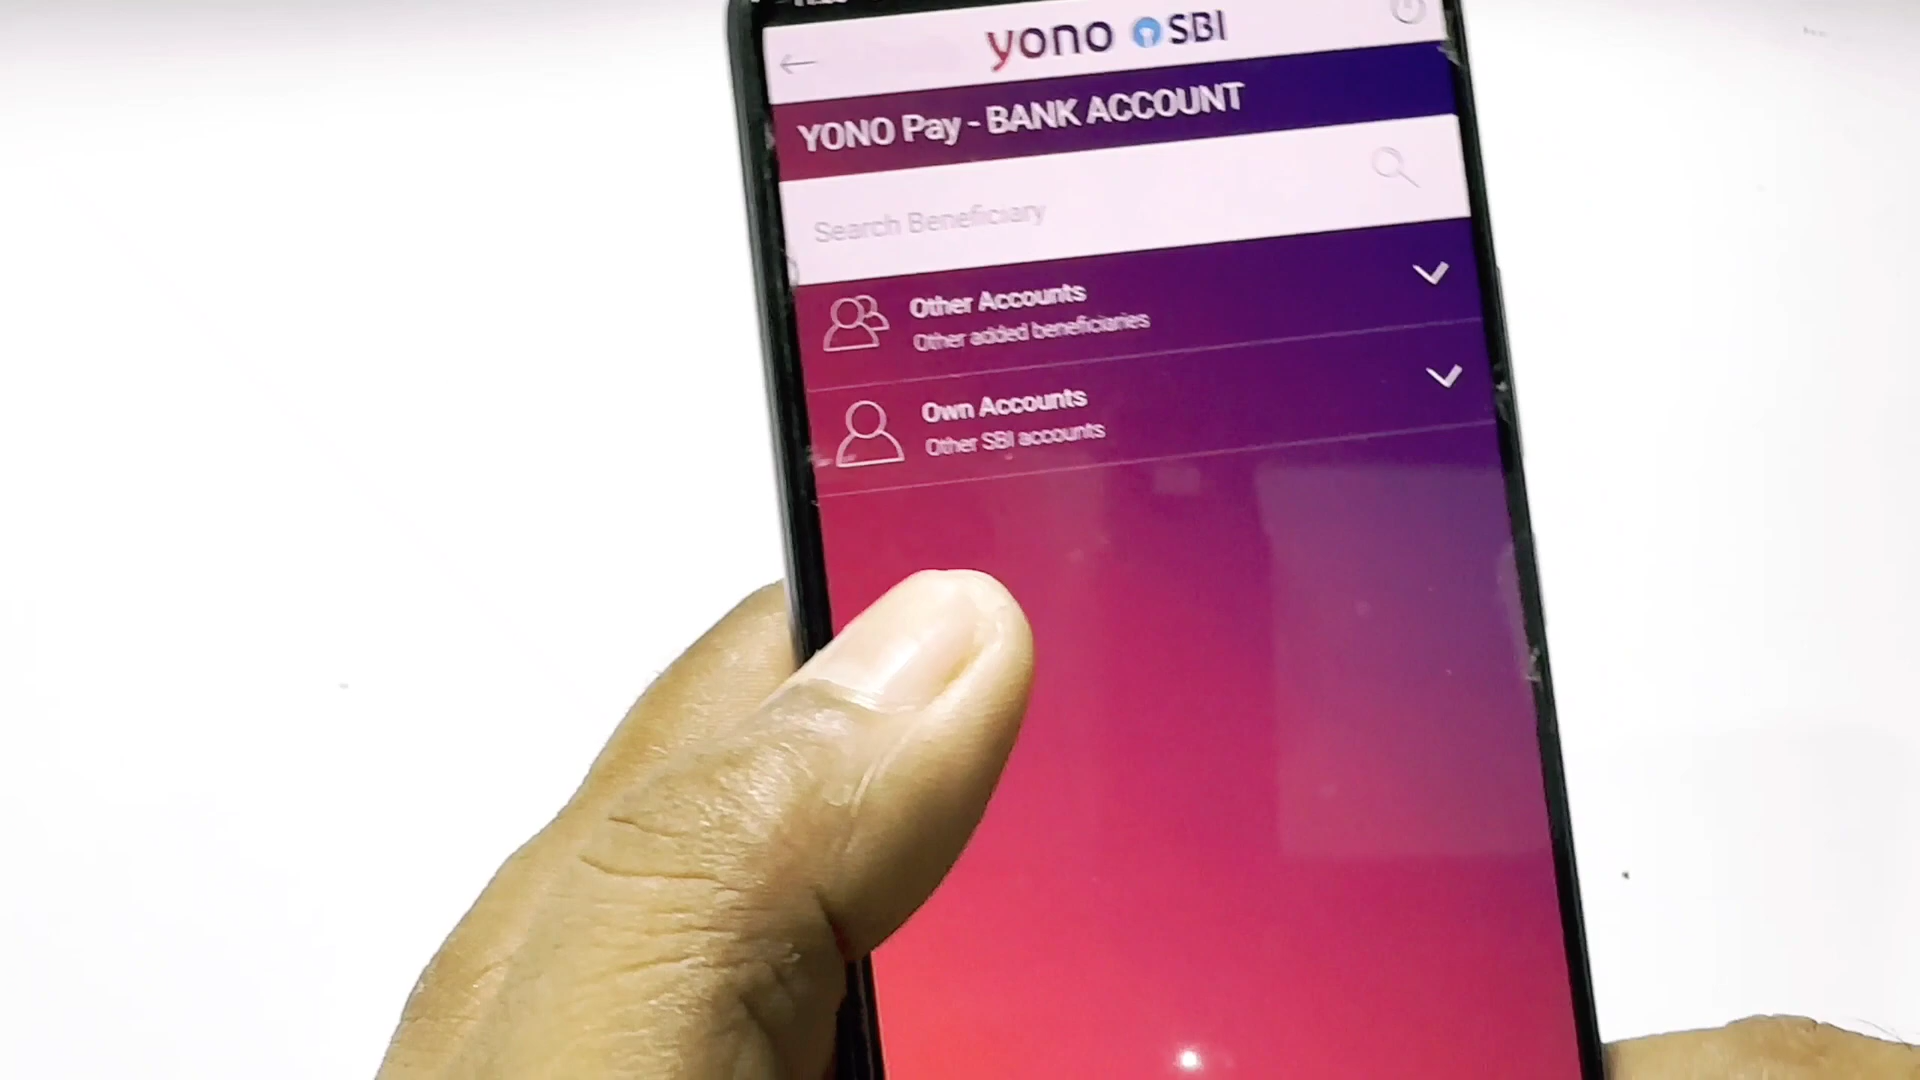 yono SBI
YONO Pay - BANK ACCOUNT
Search Beneficiary
Other Accounts
Other added beneficiaries
Own Accounts
Other SBI accounts